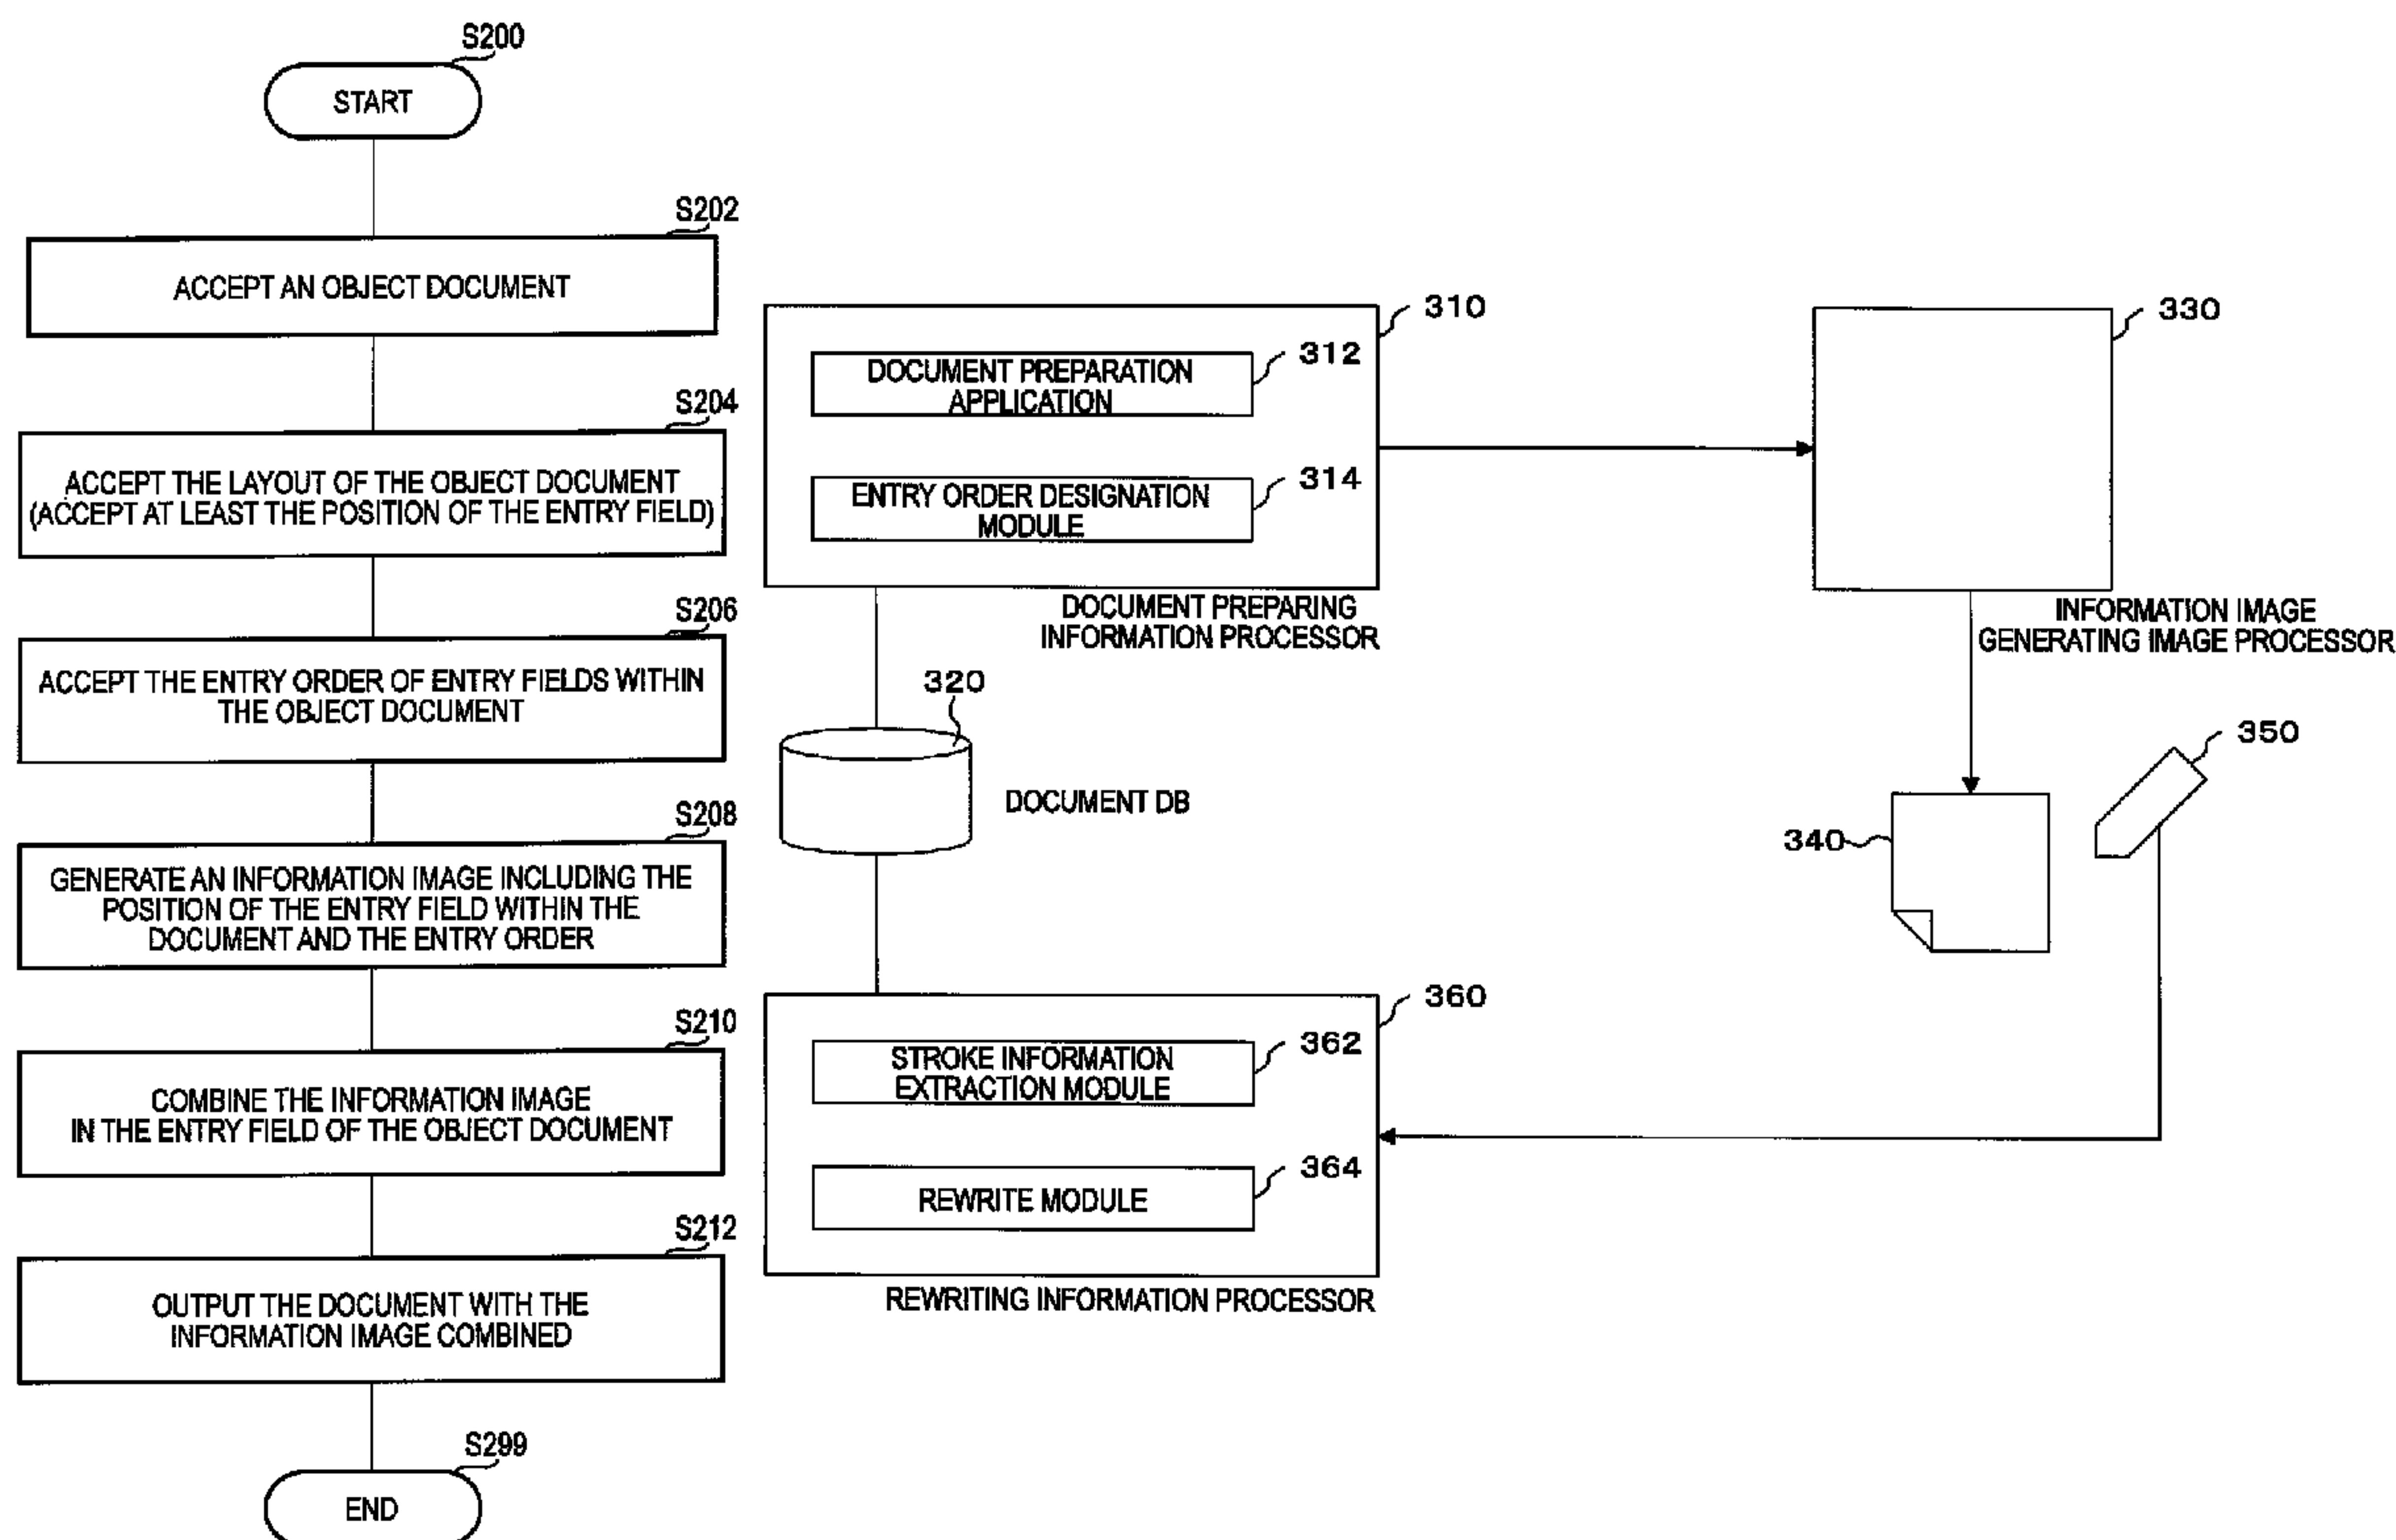 S200
START
S202
ACCEPT AN OBJECT DOCUMENT
S204
ACCEPT THE LAYOUT OF THE OBJECT DOCUMENT
(ACCEPT AT LEAST THE POSITION OF THE ENTRY FIELD)
S206
ACCEPT THE ENTRY ORDER OF ENTRY FIELDS WITHIN
THE OBJECT DOCUMENT
S208
GENERATE AN INFORMATION IMAGE INCLUDING THE
POSITION OF THE ENTRY FIELD WITHIN THE
DOCUMENT AND THE ENTRY ORDER
S210
COMBINE THE INFORMATION IMAGE
IN THE ENTRY FIELD OF THE OBJECT DOCUMENT
S212
OUTPUT THE DOCUMENT WITH THE
INFORMATION IMAGE COMBINED
S299
END
310
312
DOCUMENT PREPARATION
APPLICATION
314
ENTRY ORDER DESIGNATION
MODULE
DOCUMENT PREPARING
INFORMATION PROCESSOR
320
DOCUMENT DB
330
INFORMATION IMAGE
GENERATING IMAGE PROCESSOR
340
350
360
362
STROKE INFORMATION
EXTRACTION MODULE
364
REWRITE MODULE
REWRITING INFORMATION PROCESSOR